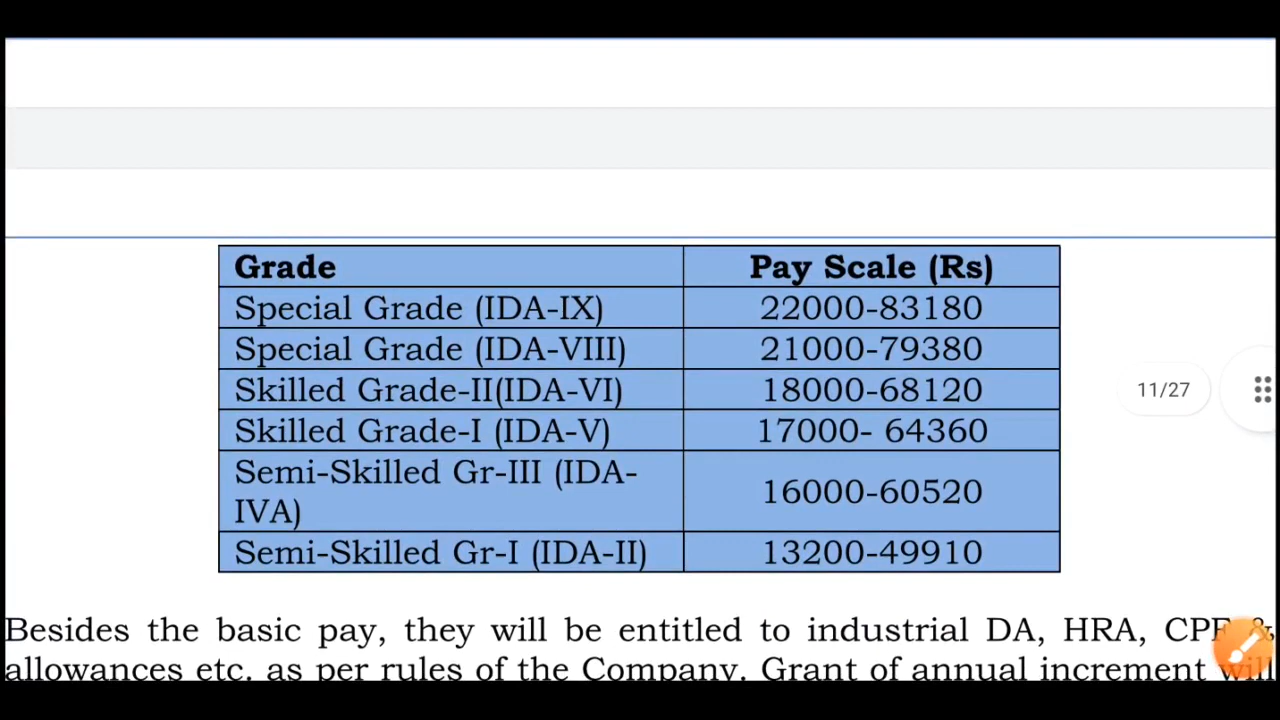 Grade Pay Scale (Rs)
Special Grade (IDA-IX) 22000-83180
Special Grade (IDA-VIII) 21000-79380
Skilled Grade-II(IDA-VI) 18000-68120
Skilled Grade-I (IDA-V) 17000- 64360
Semi-Skilled Gr-III (IDA-
IVA) 16000-60520
Semi-Skilled Gr-I (IDA-II) 13200-49910
11/27
Besides the basic pay, they will be entitled to industrial DA, HRA, CPF &
allowances etc. as per rules of the Company. Grant of annual increment will